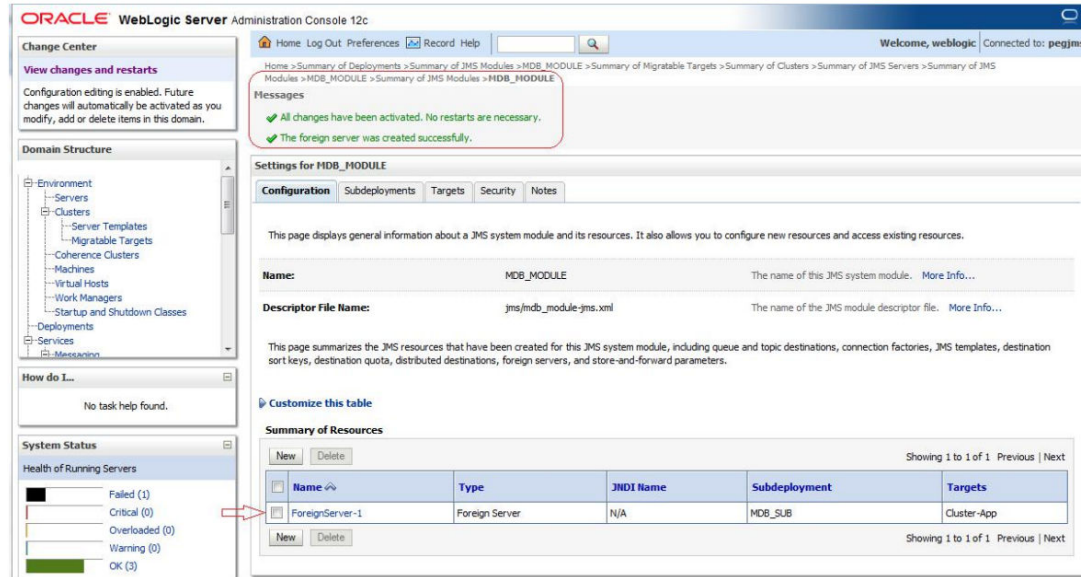 ORACLE WebLogic Server Administration Console 12c
Change Center
View changes and restarts
Configuration editing is enabled. Future
changes will automatically be activated as you
modify, add or delete items in this domain.
Domain Structure
Environment
Servers
Clusters
Server Templates
Migratable Targets
Coherence Clusters
Machines
Virtual Hosts
Work Managers
Startup and Shutdown Classes
Deployments
Services
Messaging
How do I...
No task help found.
System Status
Health of Running Servers
Failed (1)
Critical (0)
Overloaded (0)
Warning (0)
OK (3)
Home Log Out Preferences Record Help
Welcome, weblogic Connected to: pegjms
Home >Summary of Deployments >Summary of JMS Modules >MDB_MODULE >Summary of Migratable Targets >Summary of Clusters >Summary of JMS Servers >Summary of JMS
Modules >MDB_MODULE >Summary of JMS Modules >MDB_MODULE
Messages
All changes have been activated. No restarts are necessary.
The foreign server was created successfully.
Settings for MDB_MODULE
Configuration Subdeployments Targets Security Notes
This page displays general information about a JMS system module and its resources. It also allows you to configure new resources and access existing resources.
Name: MDB_MODULE The name of this JMS system module. More Info...
Descriptor File Name: jms/mdb_module-jms.xml The name of the JMS module descriptor file. More Info...
This page summarizes the JMS resources that have been created for this JMS system module, including queue and topic destinations, connection factories, JMS templates, destination
sort keys, destination quota, distributed destinations, foreign servers, and store-and-forward parameters.
Customize this table
Summary of Resources
New Delete Showing 1 to 1 of 1 Previous | Next
Name Type JNDI Name Subdeployment Targets
ForeignServer-1 Foreign Server N/A MDB_SUB Cluster-App
New Delete Showing 1 to 1 of 1 Previous | Next